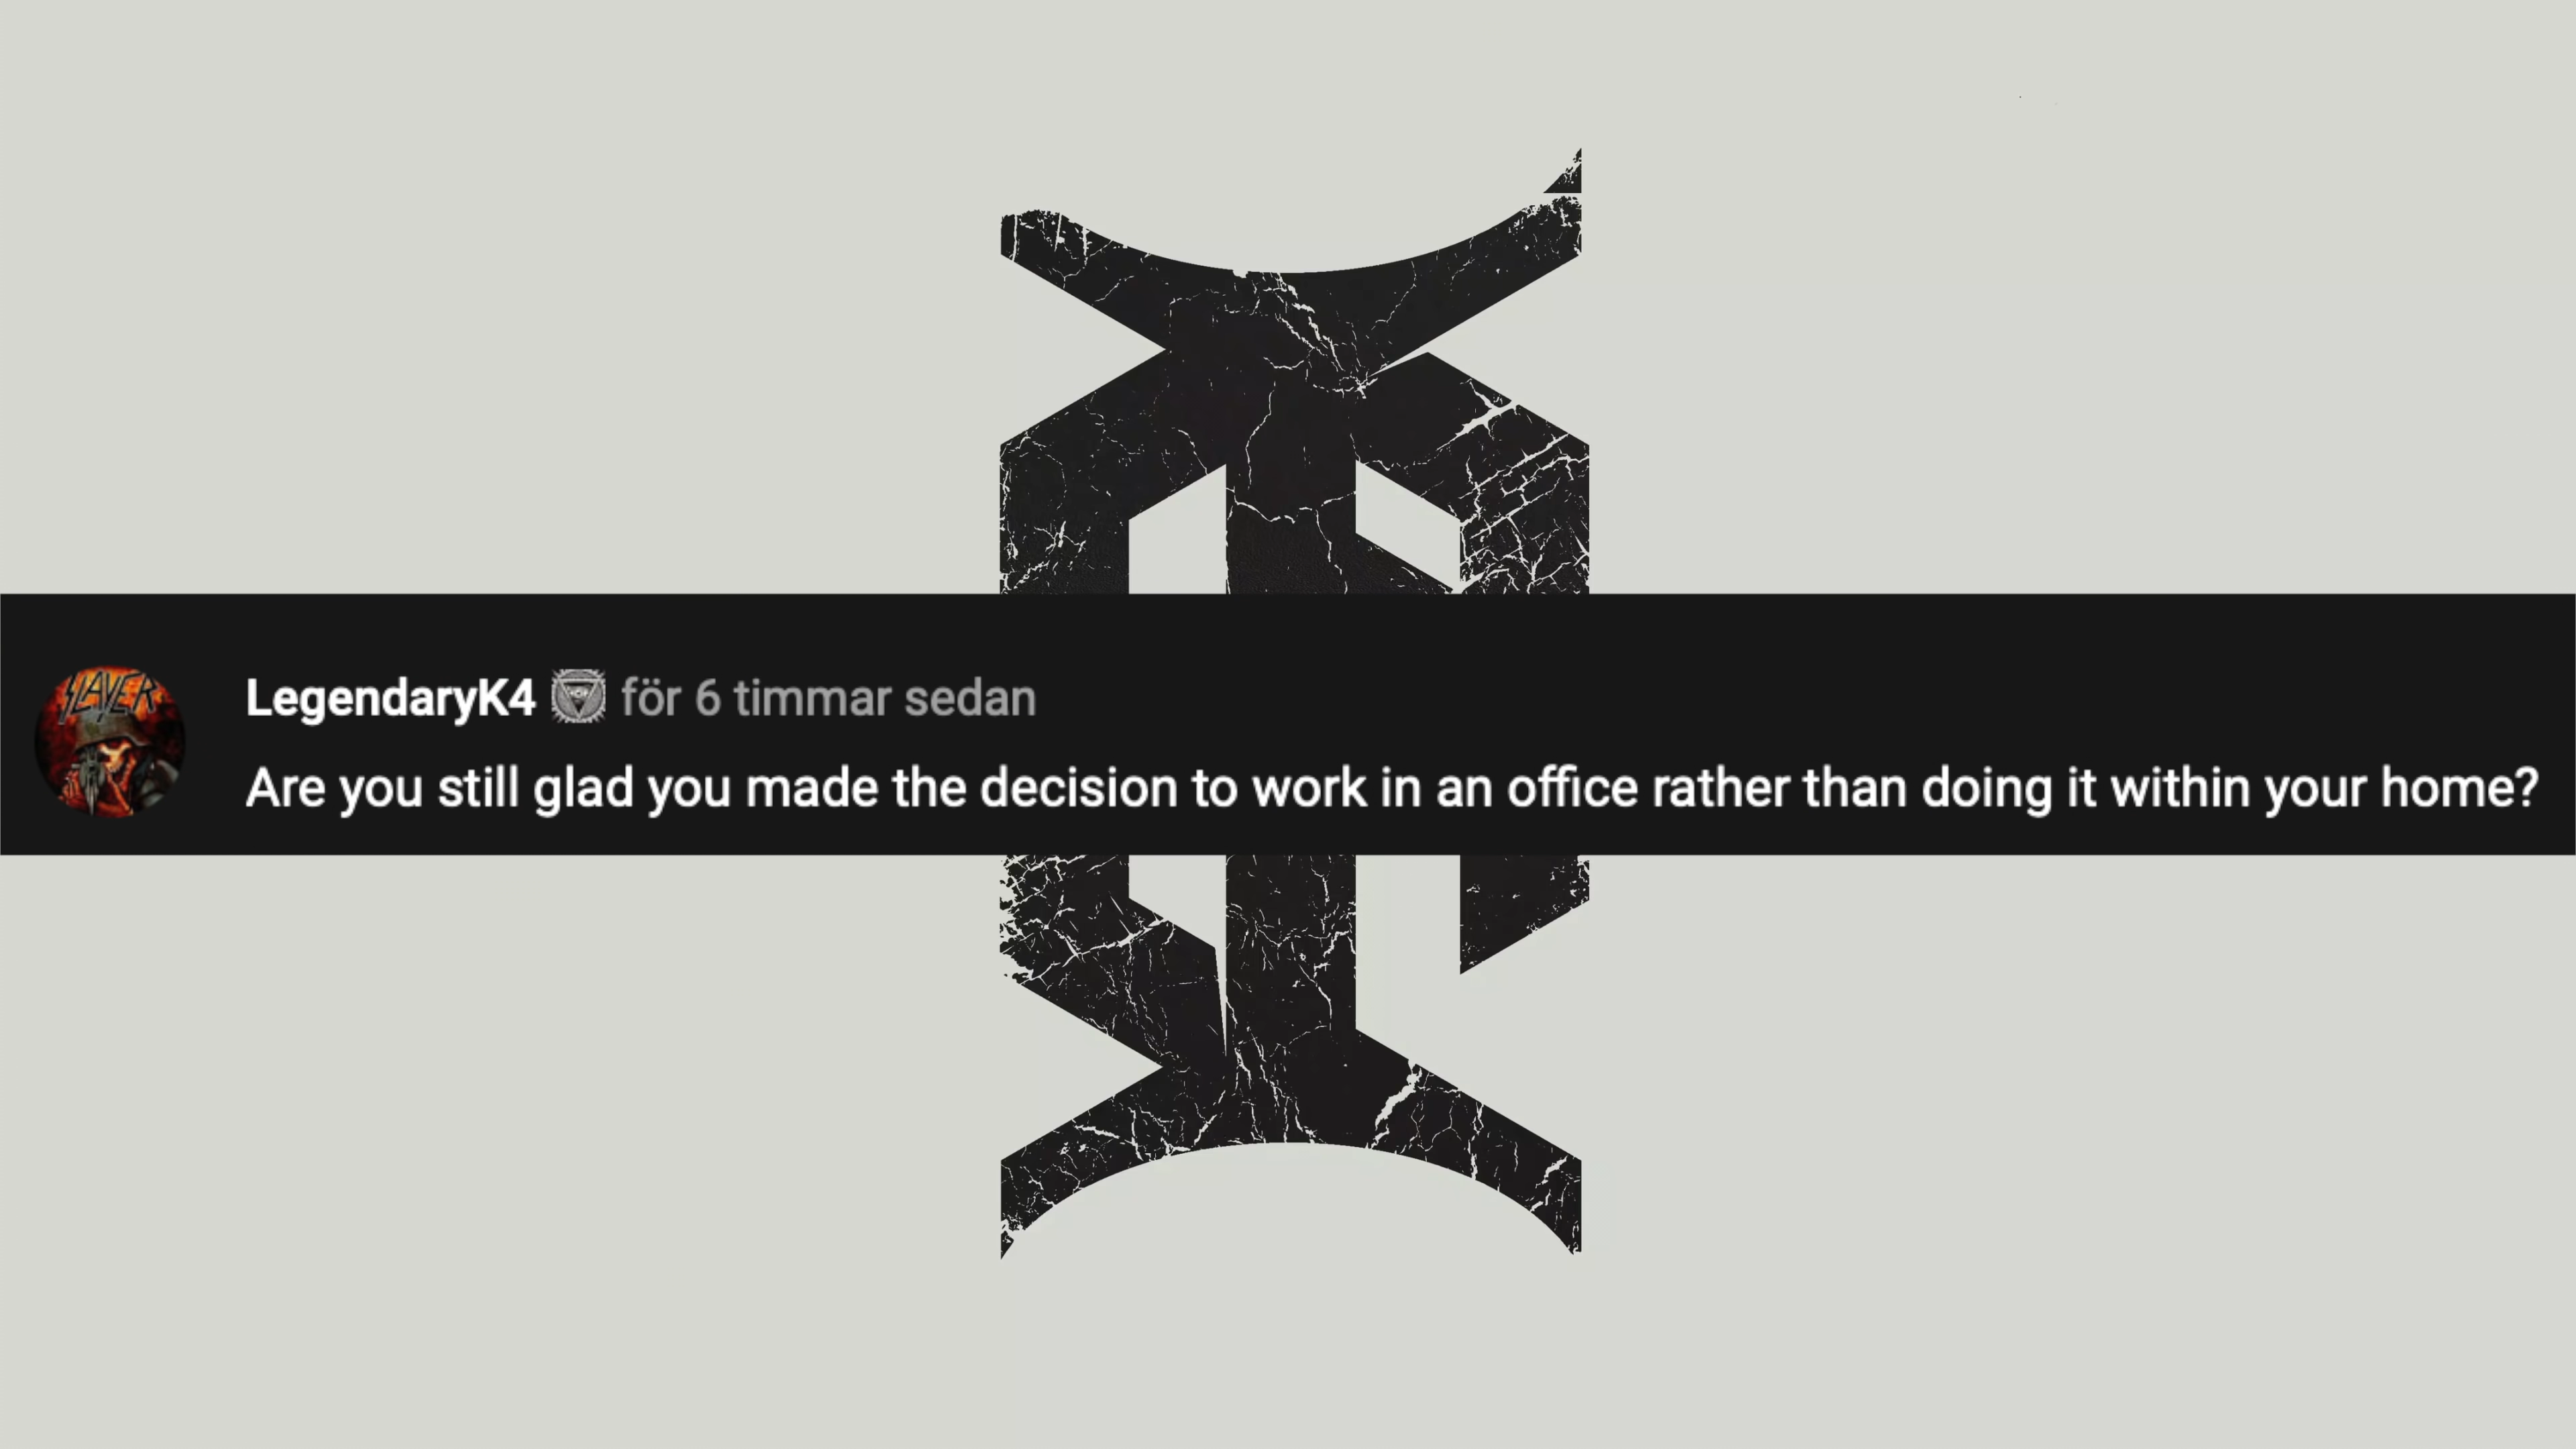 SLAYER
LegendaryK4 för 6 timmar sedan
Are you still glad you made the decision to work in an office rather than doing it within your home?